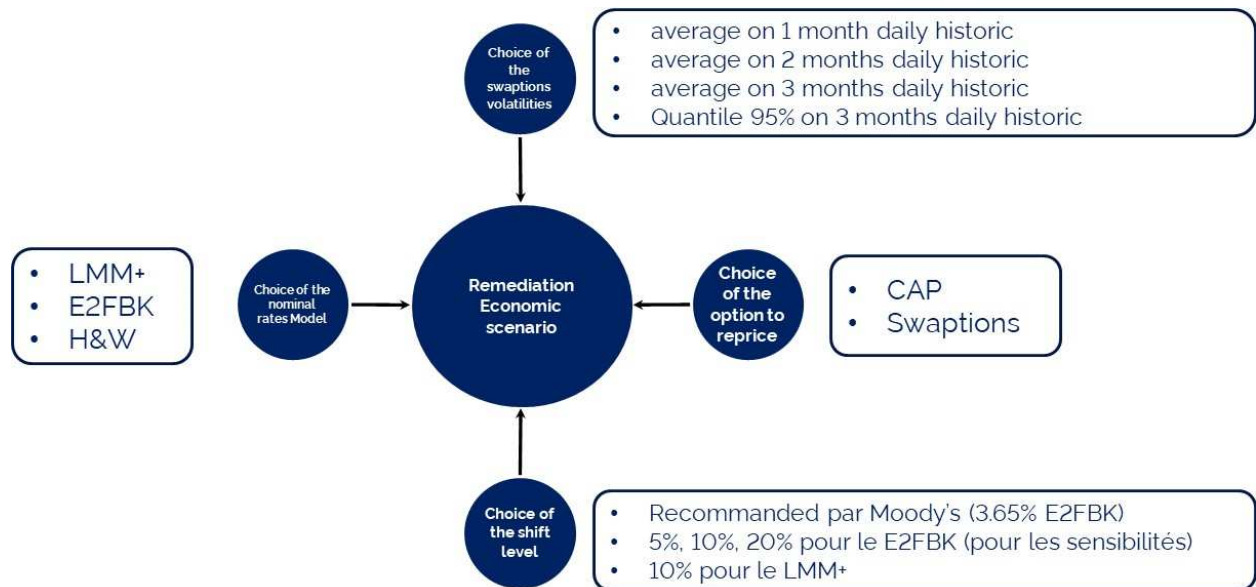 Choice of
the
swaptions
volatilities
• average on 1 month daily historic
• average on 2 months daily historic
• average on 3 months daily historic
• Quantile 95% on 3 months daily historic
• LMM+
• E2FBK
• H&W
Choice of the
nominal
rates Model
Remediation
Economic
scenario
Choice
of the
option to
reprice
• CAP
• Swaptions
Choice of
the shift
level
• Recommanded par Moody's (3.65% E2FBK)
• 5%, 10%, 20% pour le E2FBK (pour les sensibilités)
• 10% pour le LMM+